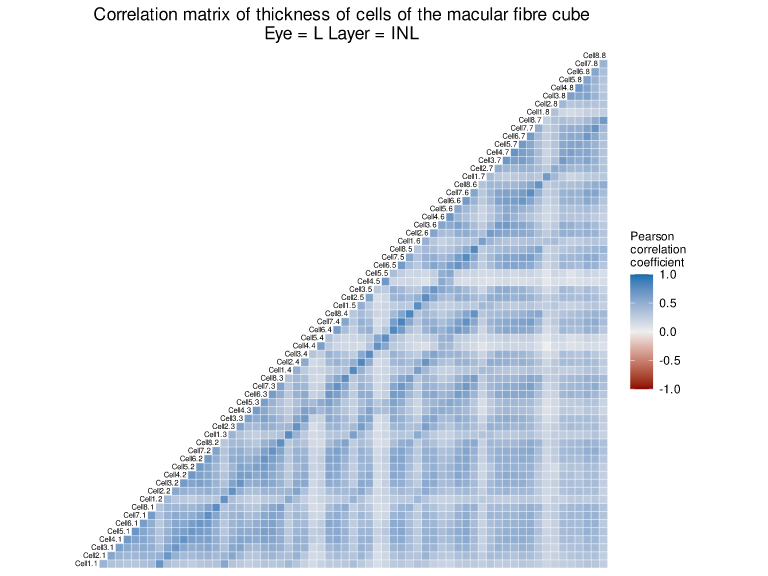 Correlation matrix of thickness of cells of the macular fibre cube
Eye = L Layer = INL
Cell8.8
Cell7.8
Cell6.8
Cell5.8
Cell4.8
Cell3.8
Cell2.8
Cell1.8
Cell8.7
Cell7.7
Cell6.7
Cell5.7
Cell4.7
Cell3.7
Cell2.7
Cell1.7
Cell8.6
Cell7.6
Cell6.6
Cell5.6
Cell4.6
Cell3.6
Cell2.6
Cell1.6
Cell8.5
Cell7.5
Cell6.5
Cell5.5
Cell4.5
Cell3.5
Cell2.5
Cell1.5
Cell8.4
Cell7.4
Cell6.4
Cell5.4
Cell4.4
Cell3.4
Cell2.4
Cell1.4
Cell8.3
Cell7.3
Cell6.3
Cell5.3
Cell4.3
Cell3.3
Cell2.3
Cell1.3
Cell8.2
Cell7.2
Cell6.2
Cell5.2
Cell4.2
Cell3.2
Cell2.2
Cell1.2
Cell8.1
Cell7.1
Cell6.1
Cell5.1
Cell4.1
Cell3.1
Cell2.1
Cell1.1
Pearson
correlation
coefficient
1.0
0.5
0.0
-0.5
-1.0